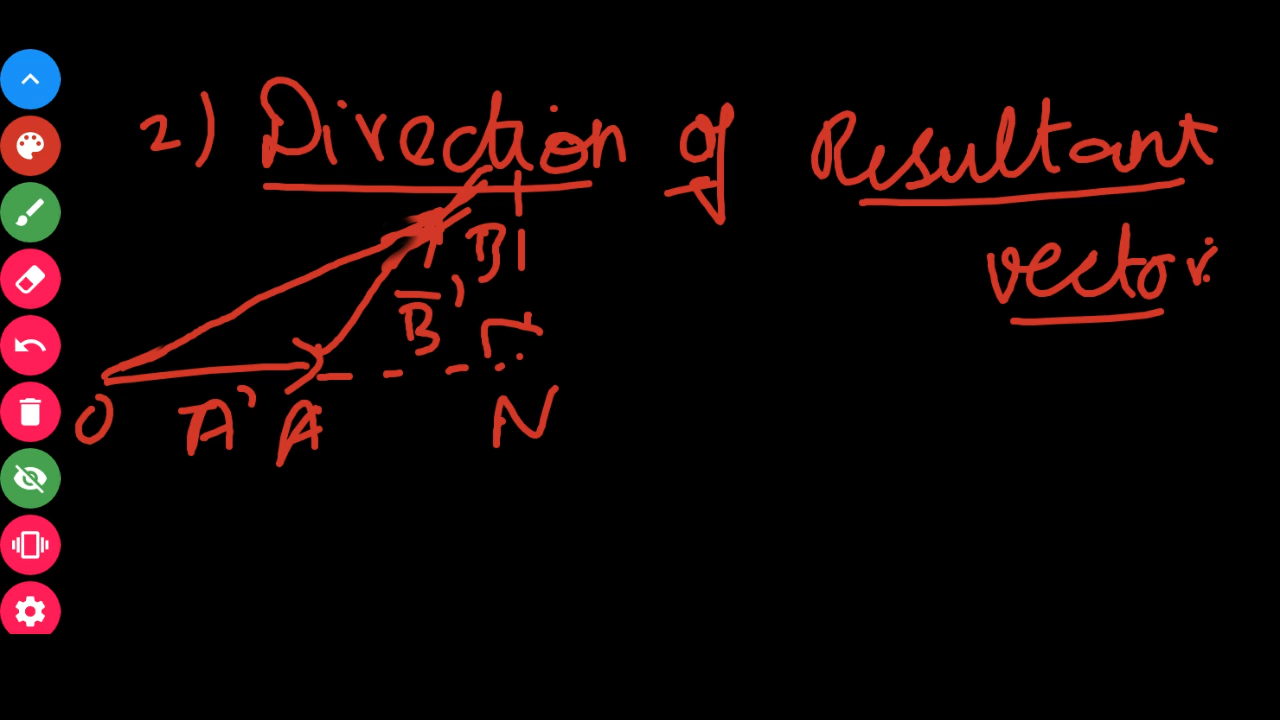 2) Direction of Resultant
vector
B
B'
O A' A N